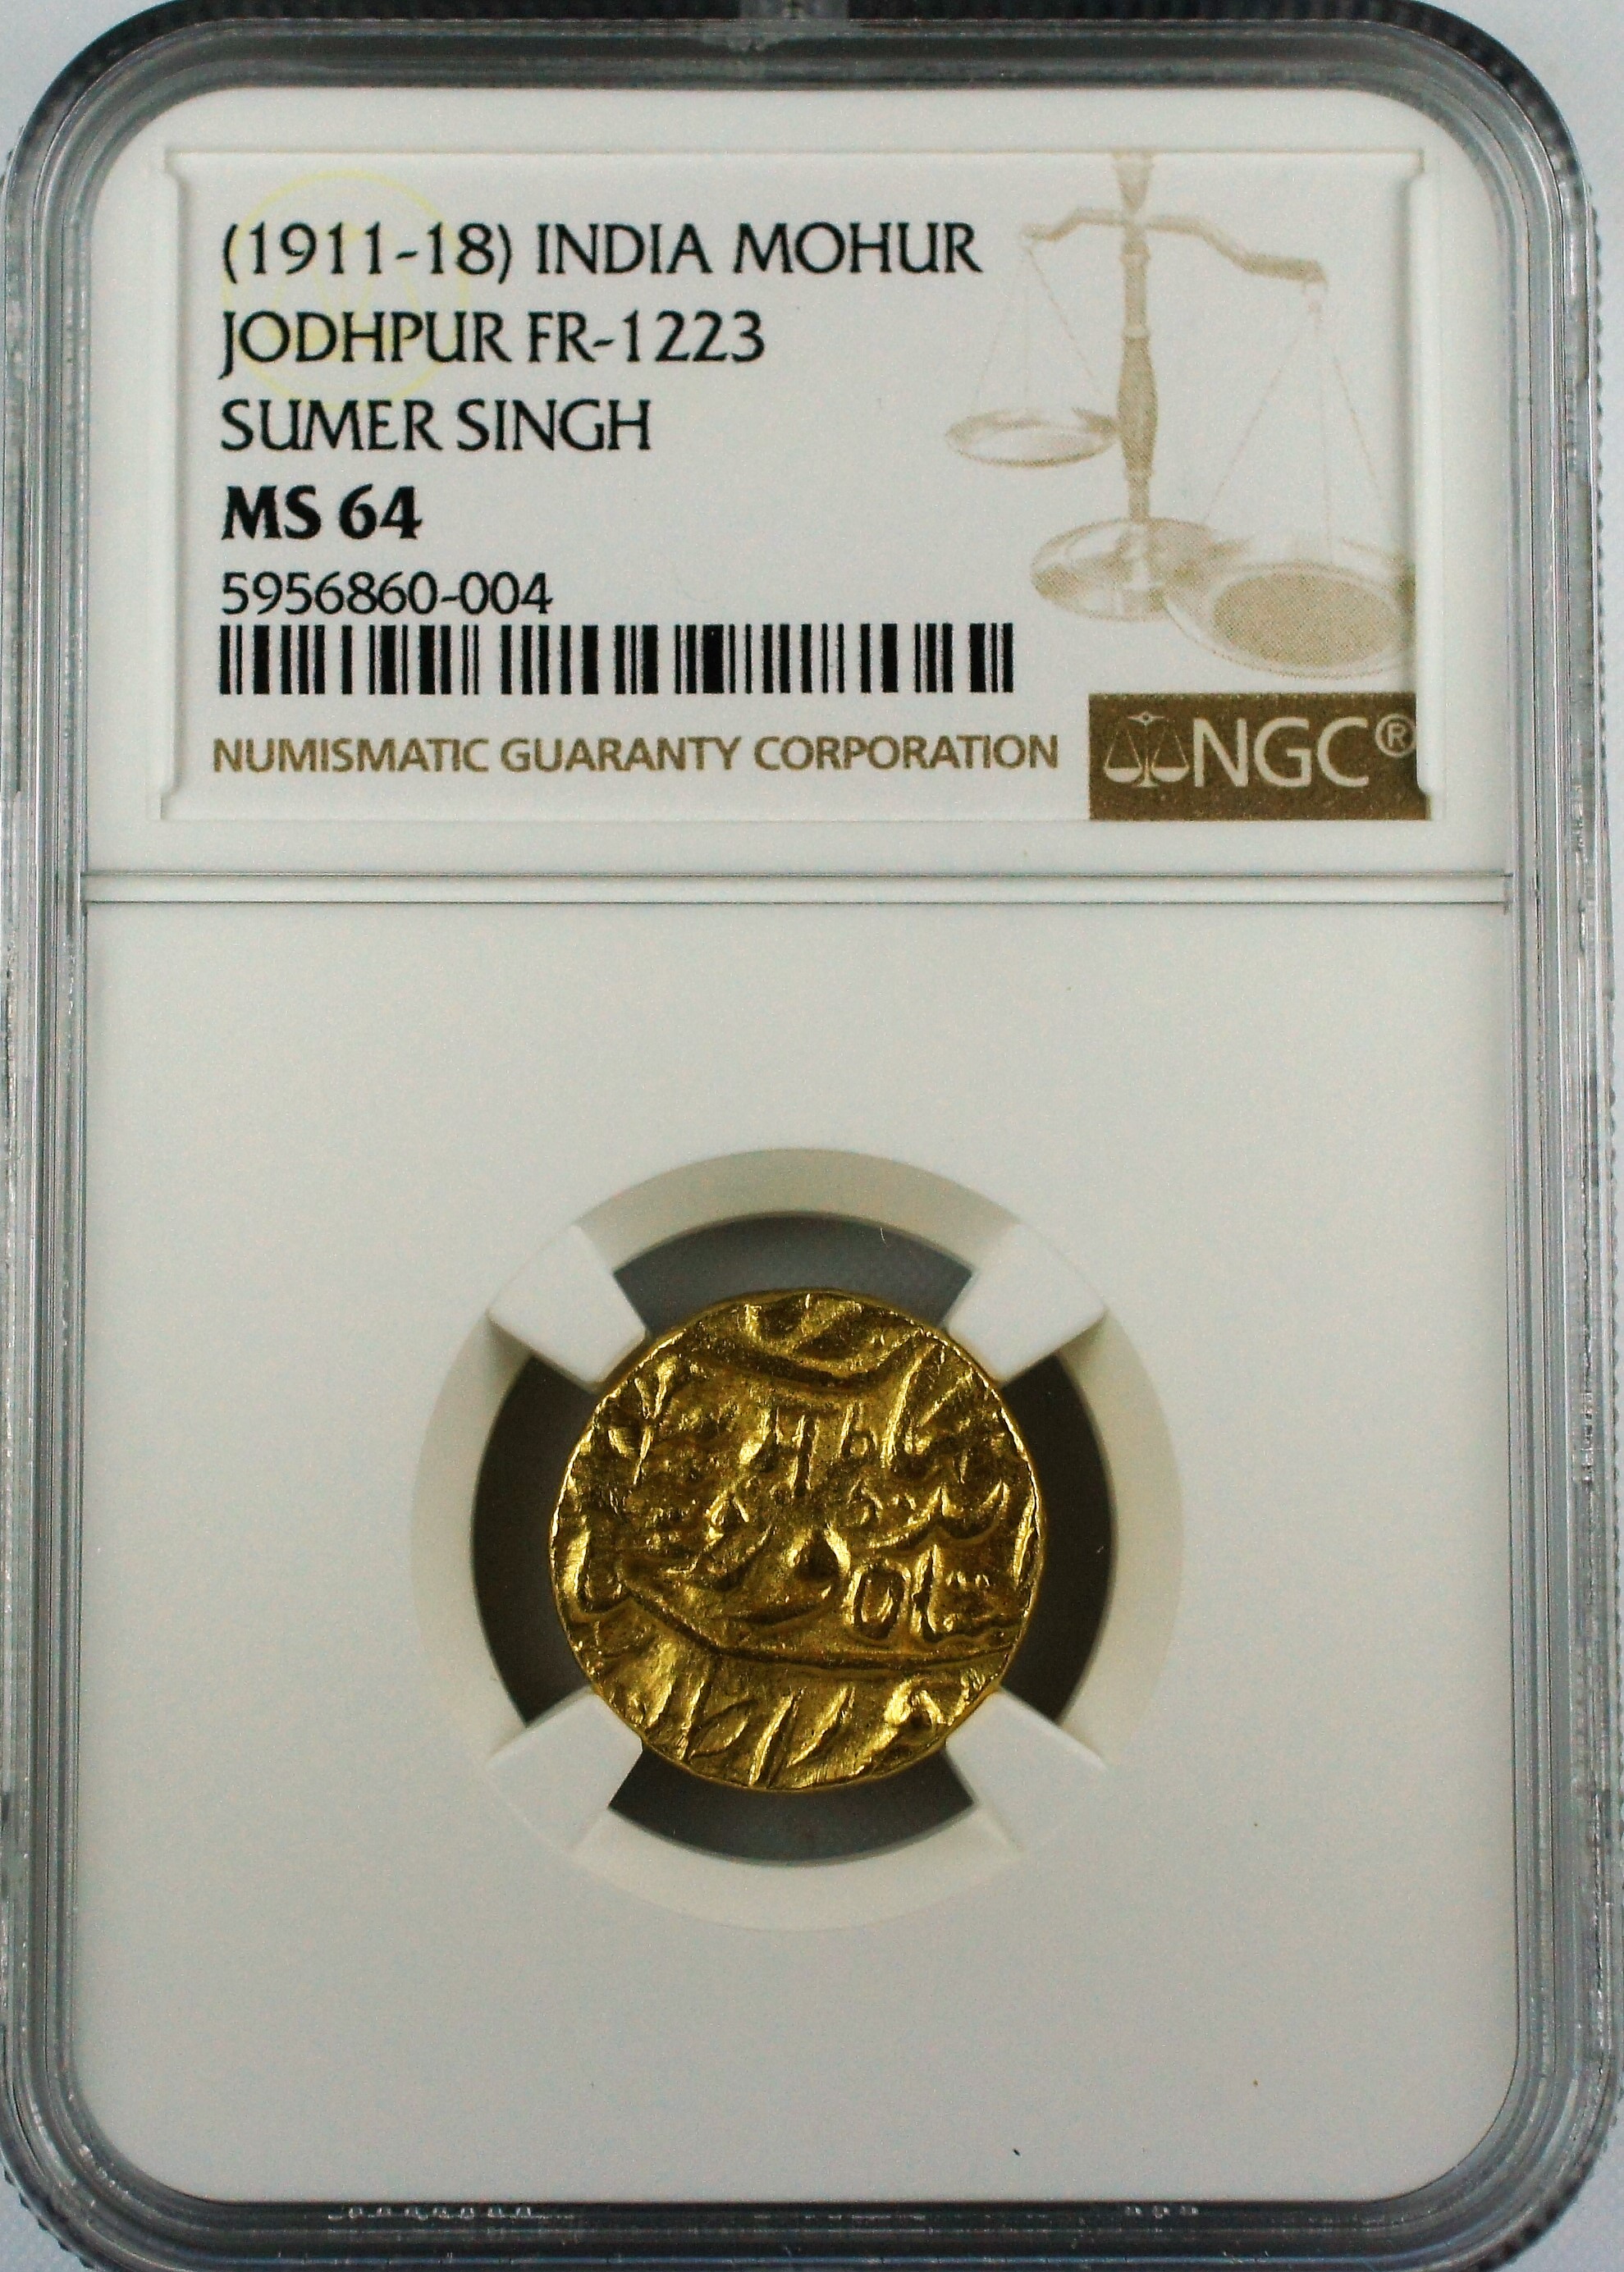 (1911-18) INDIA MOHUR
JODHPUR FR-1223
SUMER SINGH
MS 64
5956860-004
NUMISMATIC GUARANTY CORPORATION
NGC®